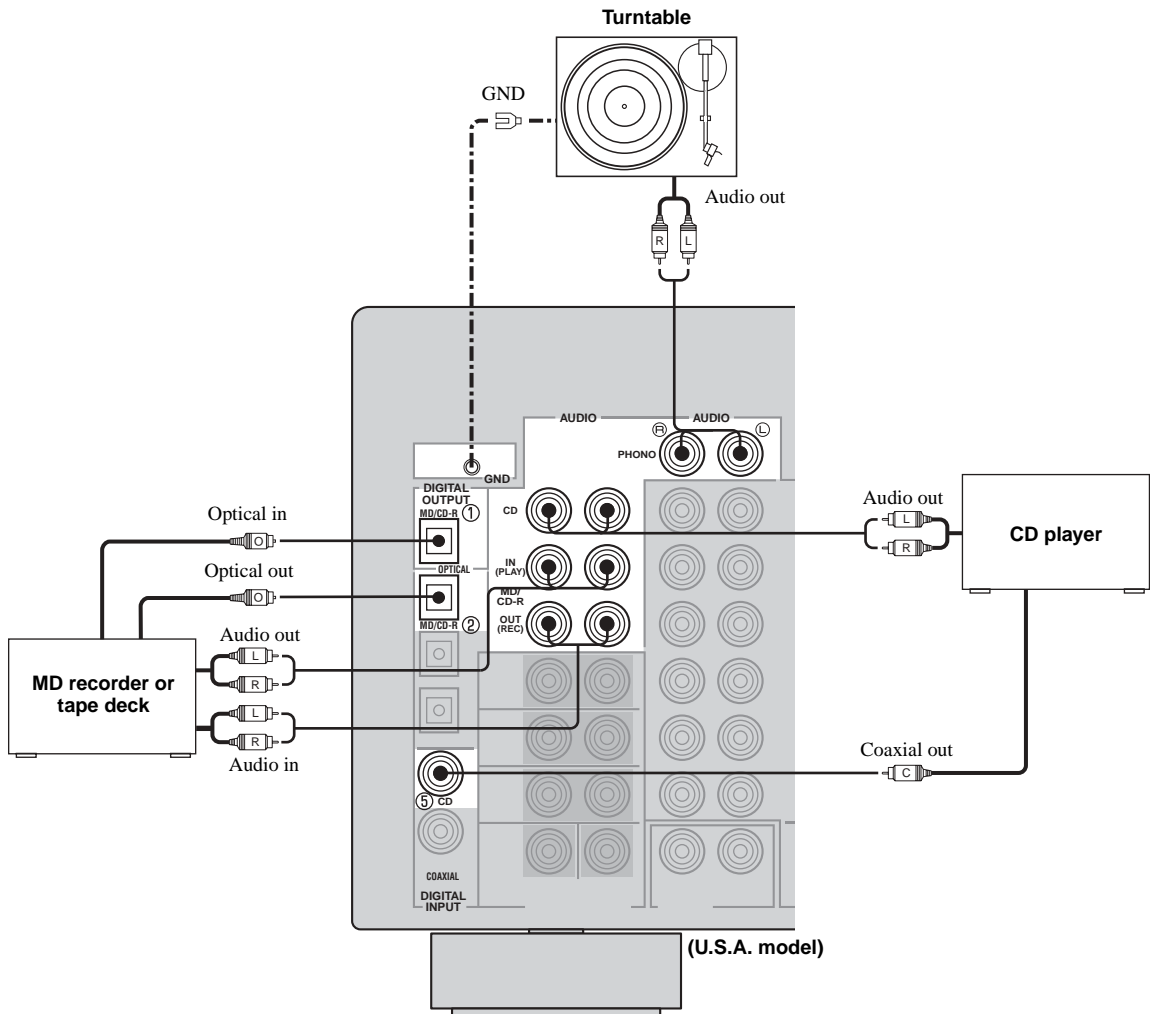 Turntable
GND
Audio out
R
L
AUDIO
AUDIO
R
L
PHONO
GND
DIGITAL
OUTPUT
MD/CD-R ①
Optical in
O
CD
Audio out
L
R
CD player
OPTICAL
IN
(PLAY)
MD/
CD-R
OUT
(REC)
Optical out
O
MD/CD-R ②
Audio out
L
R
MD recorder or
tape deck
L
R
Audio in
Coaxial out
C
⑤ CD
COAXIAL
DIGITAL
INPUT
(U.S.A. model)